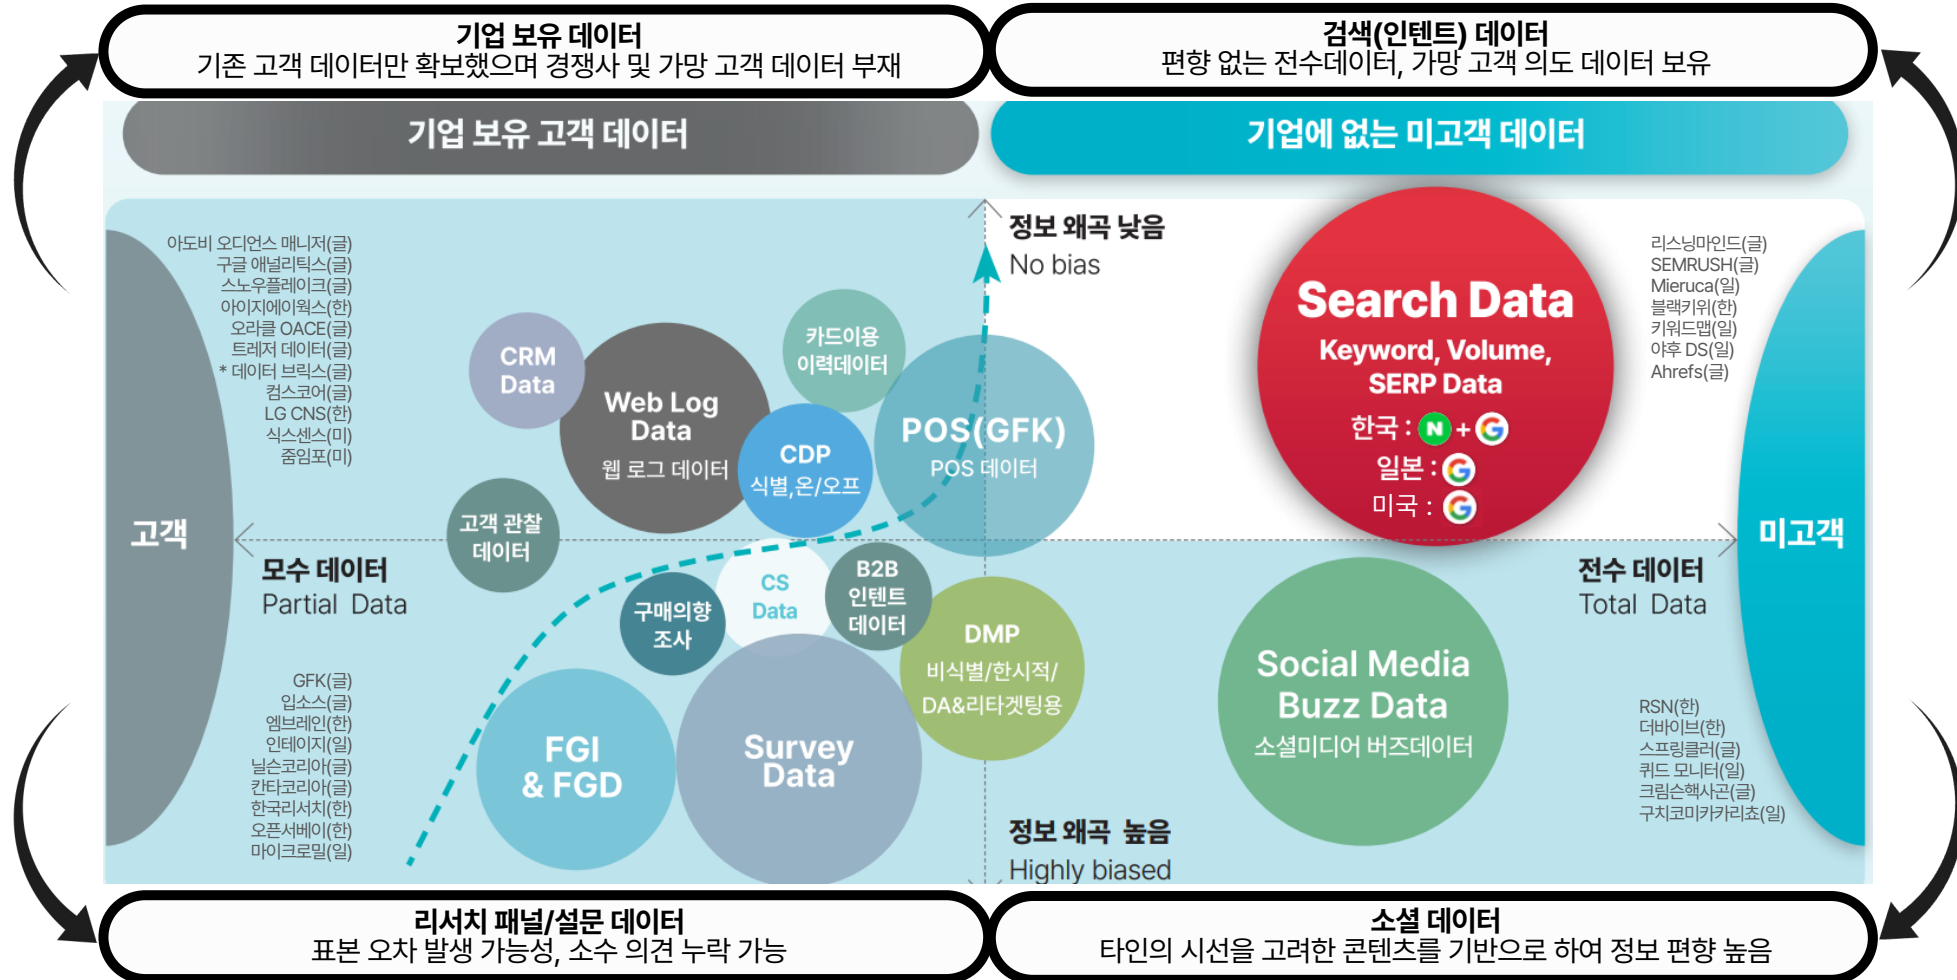 기업 보유 데이터
기존 고객 데이터만 확보했으며 경쟁사 및 가망 고객 데이터 부재
검색(인텐트) 데이터
편향 없는 전수데이터, 가망 고객 의도 데이터 보유
기업 보유 고객 데이터
기업에 없는 미고객 데이터
아도비 오디언스 매니저(글)
구글 애널리틱스(글)
스노우플레이크(글)
아이지에이웍스(한)
오라클 OACE(글)
트레저 데이터(글)
* 데이터 브릭스(글)
컴스코어(글)
LG CNS(한)
식스센스(미)
줌임포(미)
정보 왜곡 낮음
No bias
CRM
Data
Web Log
Data
웹 로그 데이터
카드이용
이력데이터
CDP
식별,온/오프
POS(GFK)
POS 데이터
Search Data
Keyword, Volume,
SERP Data
한국 : N + G
일본 : G
미국 : G
리스닝마인드(글)
SEMRUSH(글)
Mieruca(일)
블랙키위(한)
키워드맵(일)
야후 DS(일)
Ahrefs(글)
고객
고객 관찰
데이터
미고객
모수 데이터
Partial Data
전수 데이터
Total Data
구매의향
조사
CS
Data
B2B
인텐트
데이터
DMP
비식별/한시적/
DA&리타겟팅용
FGI
& FGD
Survey
Data
Social Media
Buzz Data
소셜미디어 버즈데이터
GFK(글)
입소스(글)
엠브레인(한)
인테이지(일)
닐슨코리아(글)
칸타코리아(글)
한국리서치(한)
오픈서베이(한)
마이크로밀(일)
RSN(한)
더바이브(한)
스프링클러(글)
퀴드 모니터(일)
크림슨핵사곤(글)
구치코미카카리쵸(일)
정보 왜곡 높음
Highly biased
리서치 패널/설문 데이터
표본 오차 발생 가능성, 소수 의견 누락 가능
소셜 데이터
타인의 시선을 고려한 콘텐츠를 기반으로 하여 정보 편향 높음